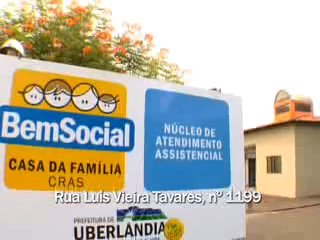 BemSocial
CASA DA FAMÍLIA
CRAS
NÚCLEO DE
ATENDIMENTO
ASSISTENCIAL
Rua Luis Vieira Tavares, nº 1199
PREFEITURA DE
UBERLÂNDIA